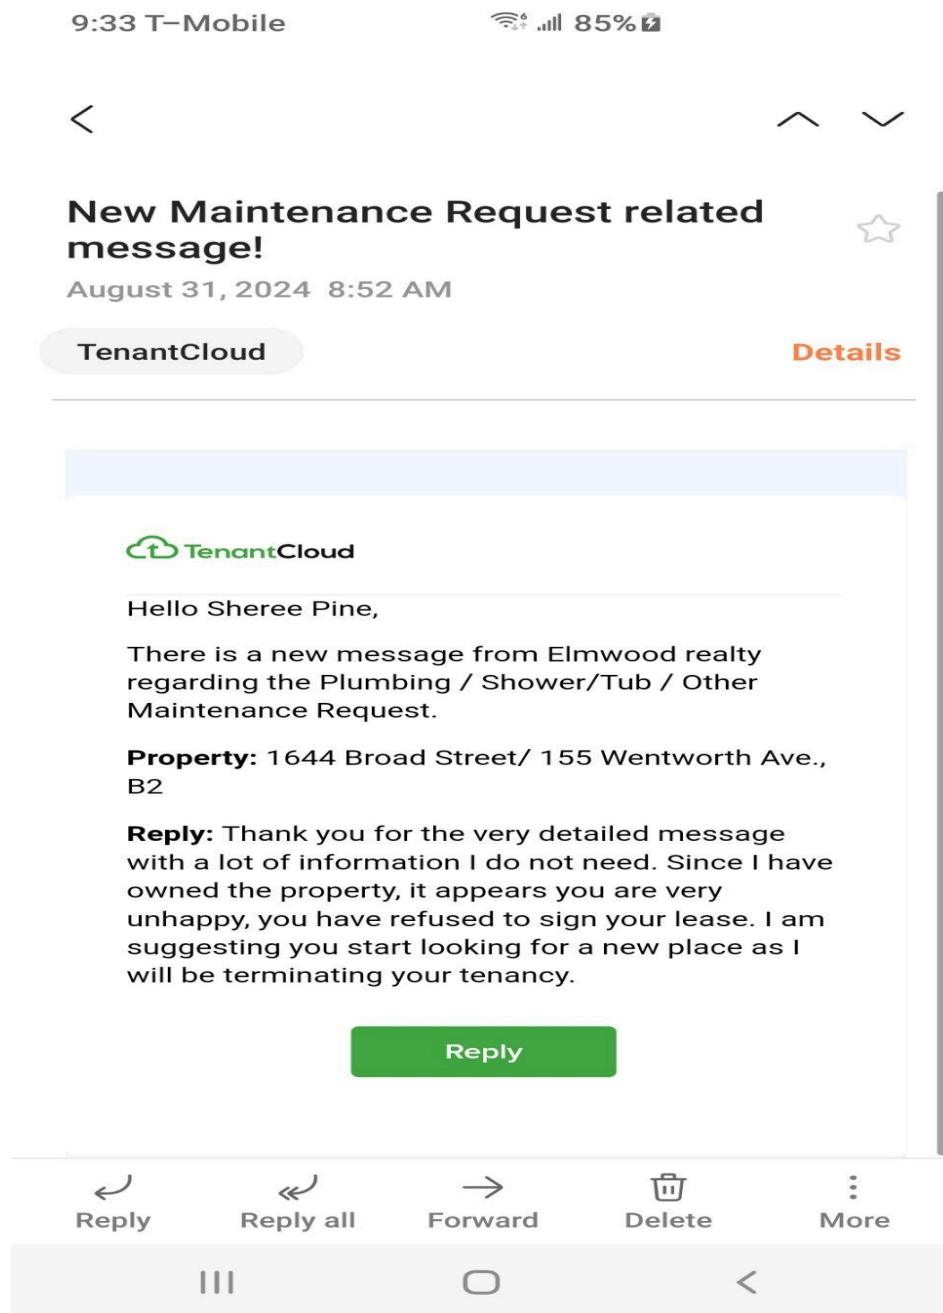 9:33 T-Mobile 85%
New Maintenance Request related
message!
August 31, 2024 8:52 AM
TenantCloud
Details
TenantCloud
Hello Sheree Pine,
There is a new message from Elmwood realty
regarding the Plumbing / Shower/Tub / Other
Maintenance Request.
Property: 1644 Broad Street/ 155 Wentworth Ave.,
B2
Reply: Thank you for the very detailed message
with a lot of information I do not need. Since I have
owned the property, it appears you are very
unhappy, you have refused to sign your lease. I am
suggesting you start looking for a new place as I
will be terminating your tenancy.
Reply
Reply Reply all Forward Delete More